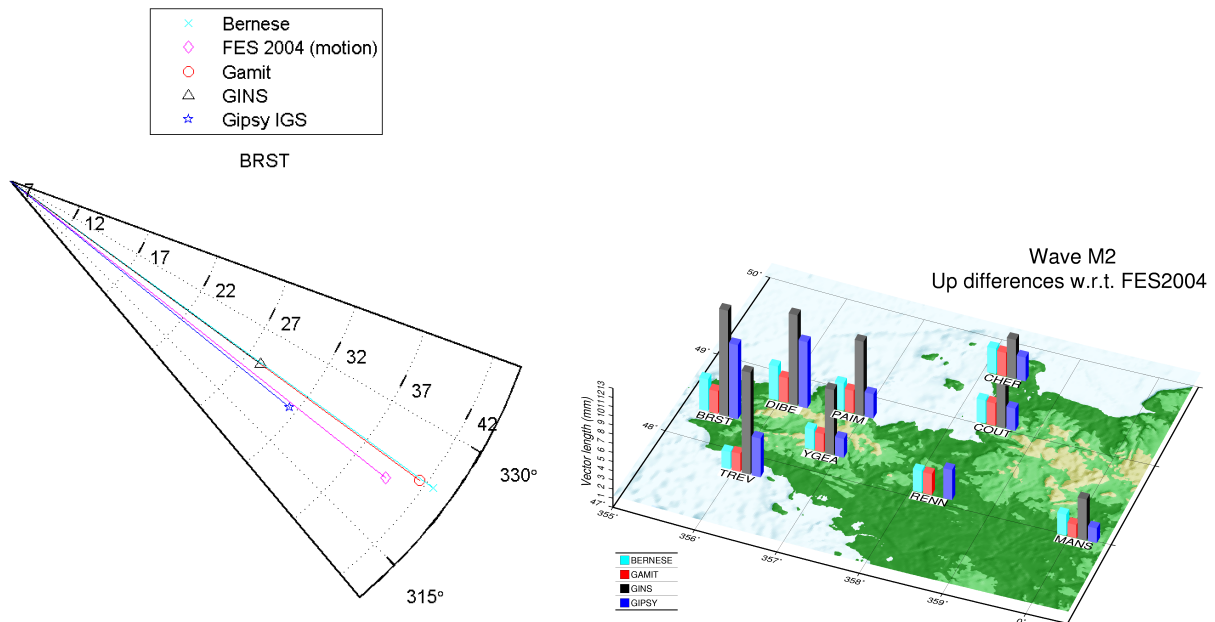 Bernese
FES 2004 (motion)
Gamit
GINS
Gipsy IGS
BRST
7
12
17
22
27
32
37
42
330°
315°
Wave M2
Up differences w.r.t. FES2004
50°
49°
48°
47°
355°
356°
357°
358°
359°
0°
Vector length (mm)
1 2 3 4 5 6 7 8 9 10 11 12 13
BRST
DIBE
PAIM
CHER
COUT
YGEA
TREV
RENN
MANS
BERNESE
GAMIT
GINS
GIPSY